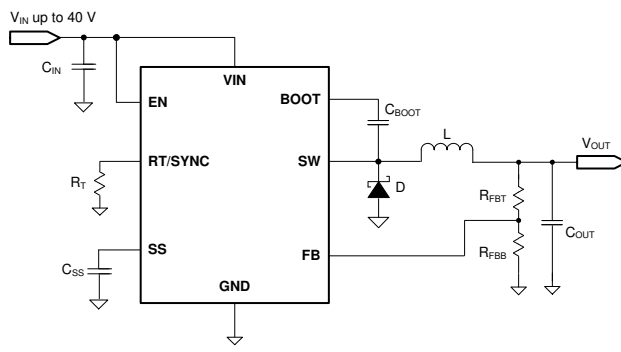 VIN up to 40 V
CIN
VIN
EN
BOOT
CBOOT
L
RT/SYNC
SW
VOUT
RT
D
RFBT
COUT
SS
FB
RFBB
CSS
GND